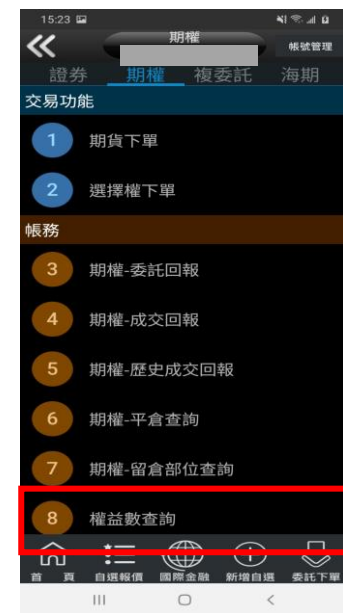 15:23
期權
帳號管理
證券 期權 複委託 海期
交易功能
1 期貨下單
2 選擇權下單
帳務
3 期權-委託回報
4 期權-成交回報
5 期權-歷史成交回報
6 期權-平倉查詢
7 期權-留倉部位查詢
8 權益數查詢
首 頁 自選報價 國際金融 新增自選 委託下單